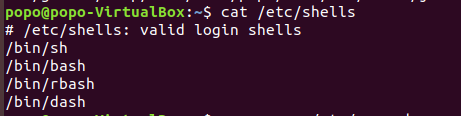 popo@popo-VirtualBox:~$ cat /etc/shells
# /etc/shells: valid login shells
/bin/sh
/bin/bash
/bin/rbash
/bin/dash